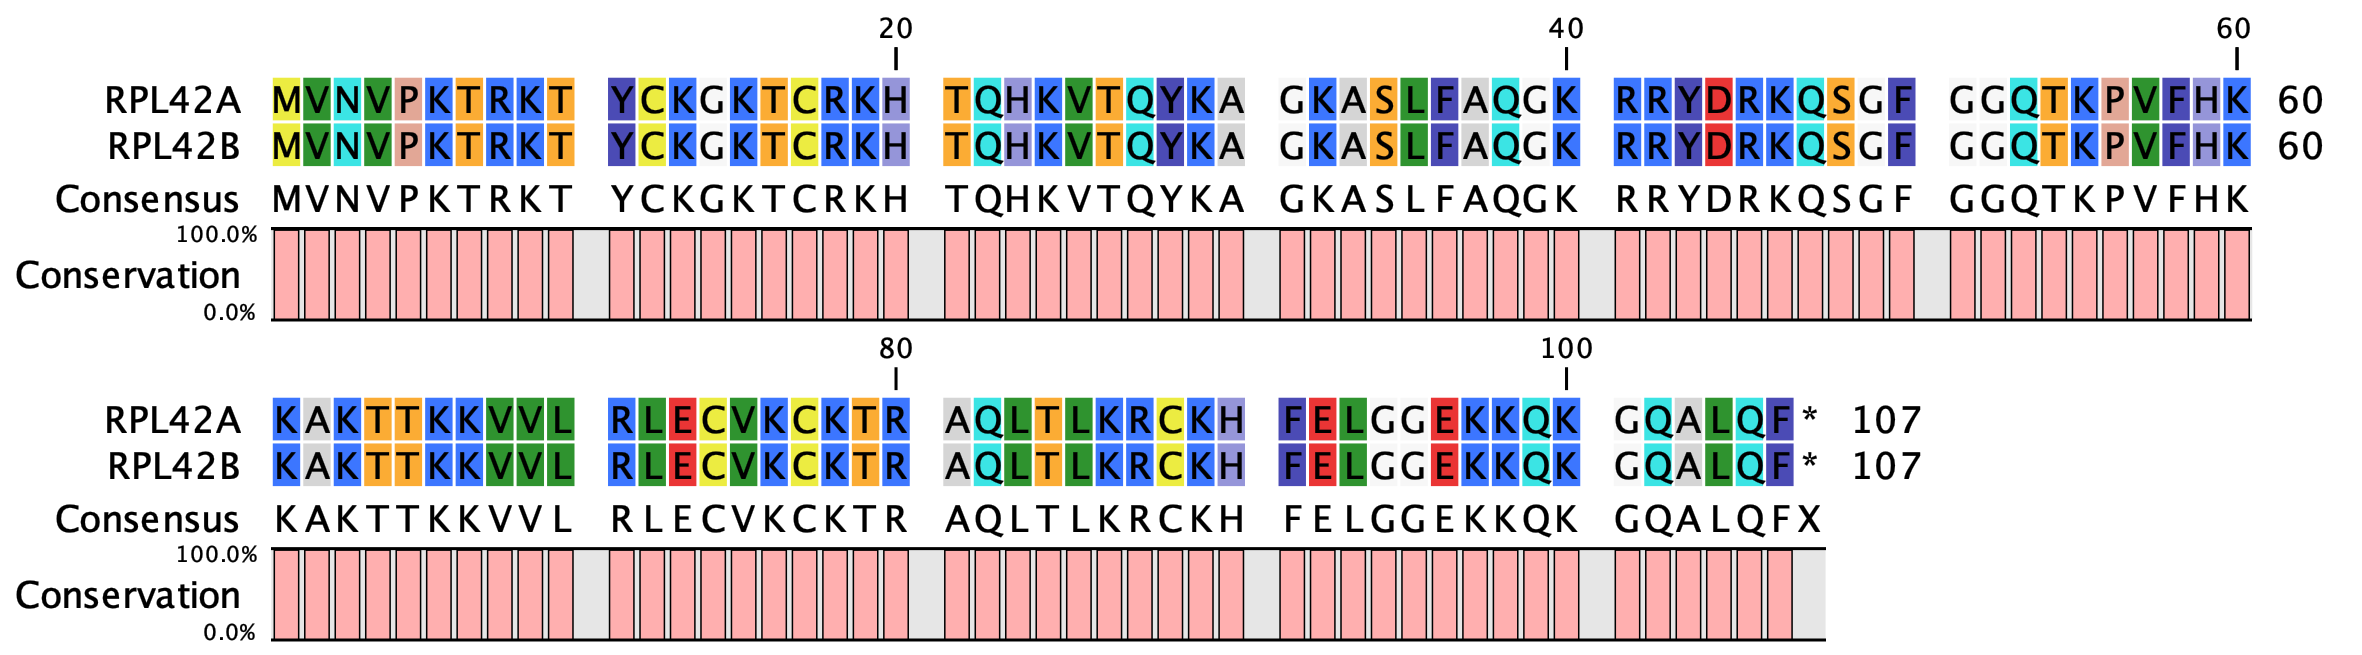 20 40 60
RPL42A MVNVPKTRKT YCKGKTCRKH TQHKVTQYKA GKASLFAQGK RRYDRKQSGF GGQTKPVFHK 60
RPL42B MVNVPKTRKT YCKGKTCRKH TQHKVTQYKA GKASLFAQGK RRYDRKQSGF GGQTKPVFHK 60
Consensus MVNVPKTRKT YCKGKTCRKH TQHKVTQYKA GKASLFAQGK RRYDRKQSGF GGQTKPVFHK
100.0%
Conservation
0.0%
80 100
RPL42A KAKTTKKVVL RLECVKCKTR AQLTLKRCKH FELGGEKKQK GQALQF* 107
RPL42B KAKTTKKVVL RLECVKCKTR AQLTLKRCKH FELGGEKKQK GQALQF* 107
Consensus KAKTTKKVVL RLECVKCKTR AQLTLKRCKH FELGGEKKQK GQALQFX
100.0%
Conservation
0.0%